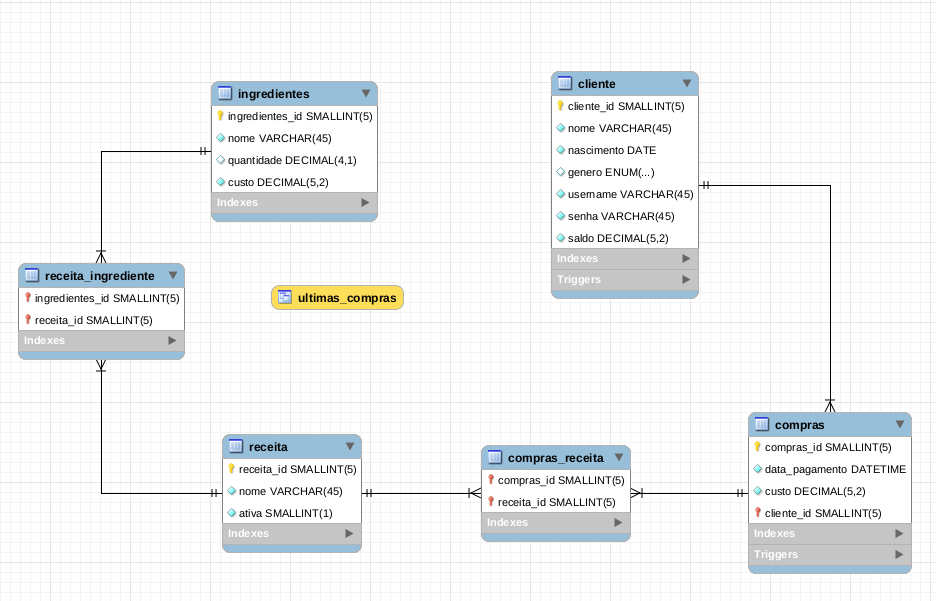 ingredientes
ingredientes_id SMALLINT(5)
nome VARCHAR(45)
quantidade DECIMAL(4,1)
custo DECIMAL(5,2)
Indexes
cliente
cliente_id SMALLINT(5)
nome VARCHAR(45)
nascimento DATE
genero ENUM(...)
username VARCHAR(45)
senha VARCHAR(45)
saldo DECIMAL(5,2)
Indexes
Triggers
receita_ingrediente
ingredientes_id SMALLINT(5)
receita_id SMALLINT(5)
Indexes
ultimas_compras
receita
receita_id SMALLINT(5)
nome VARCHAR(45)
ativa SMALLINT(1)
Indexes
compras_receita
compras_id SMALLINT(5)
receita_id SMALLINT(5)
Indexes
compras
compras_id SMALLINT(5)
data_pagamento DATETIME
custo DECIMAL(5,2)
cliente_id SMALLINT(5)
Indexes
Triggers